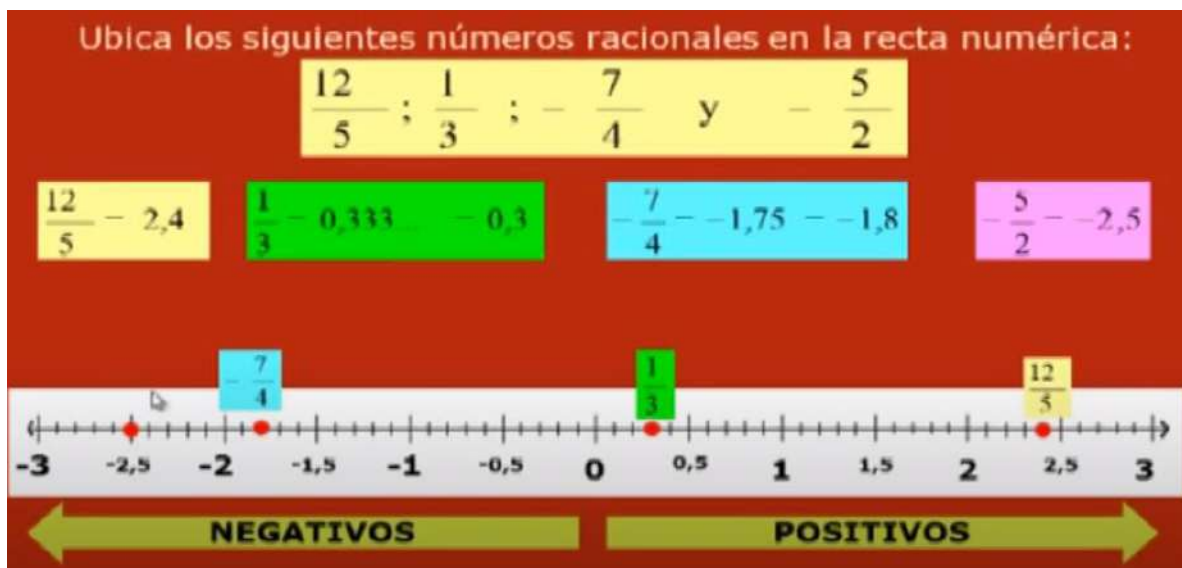 Ubica los siguientes números racionales en la recta numérica:
12/5 ; 1/3 ; - 7/4 y - 5/2
12/5 = 2,4 1/3 = 0,333... = 0,3 -7/4 = -1,75 = -1,8 -5/2 = -2,5
-7/4 1/3 12/5
-3 -2,5 -2 -1,5 -1 -0,5 0 0,5 1 1,5 2 2,5 3
NEGATIVOS POSITIVOS